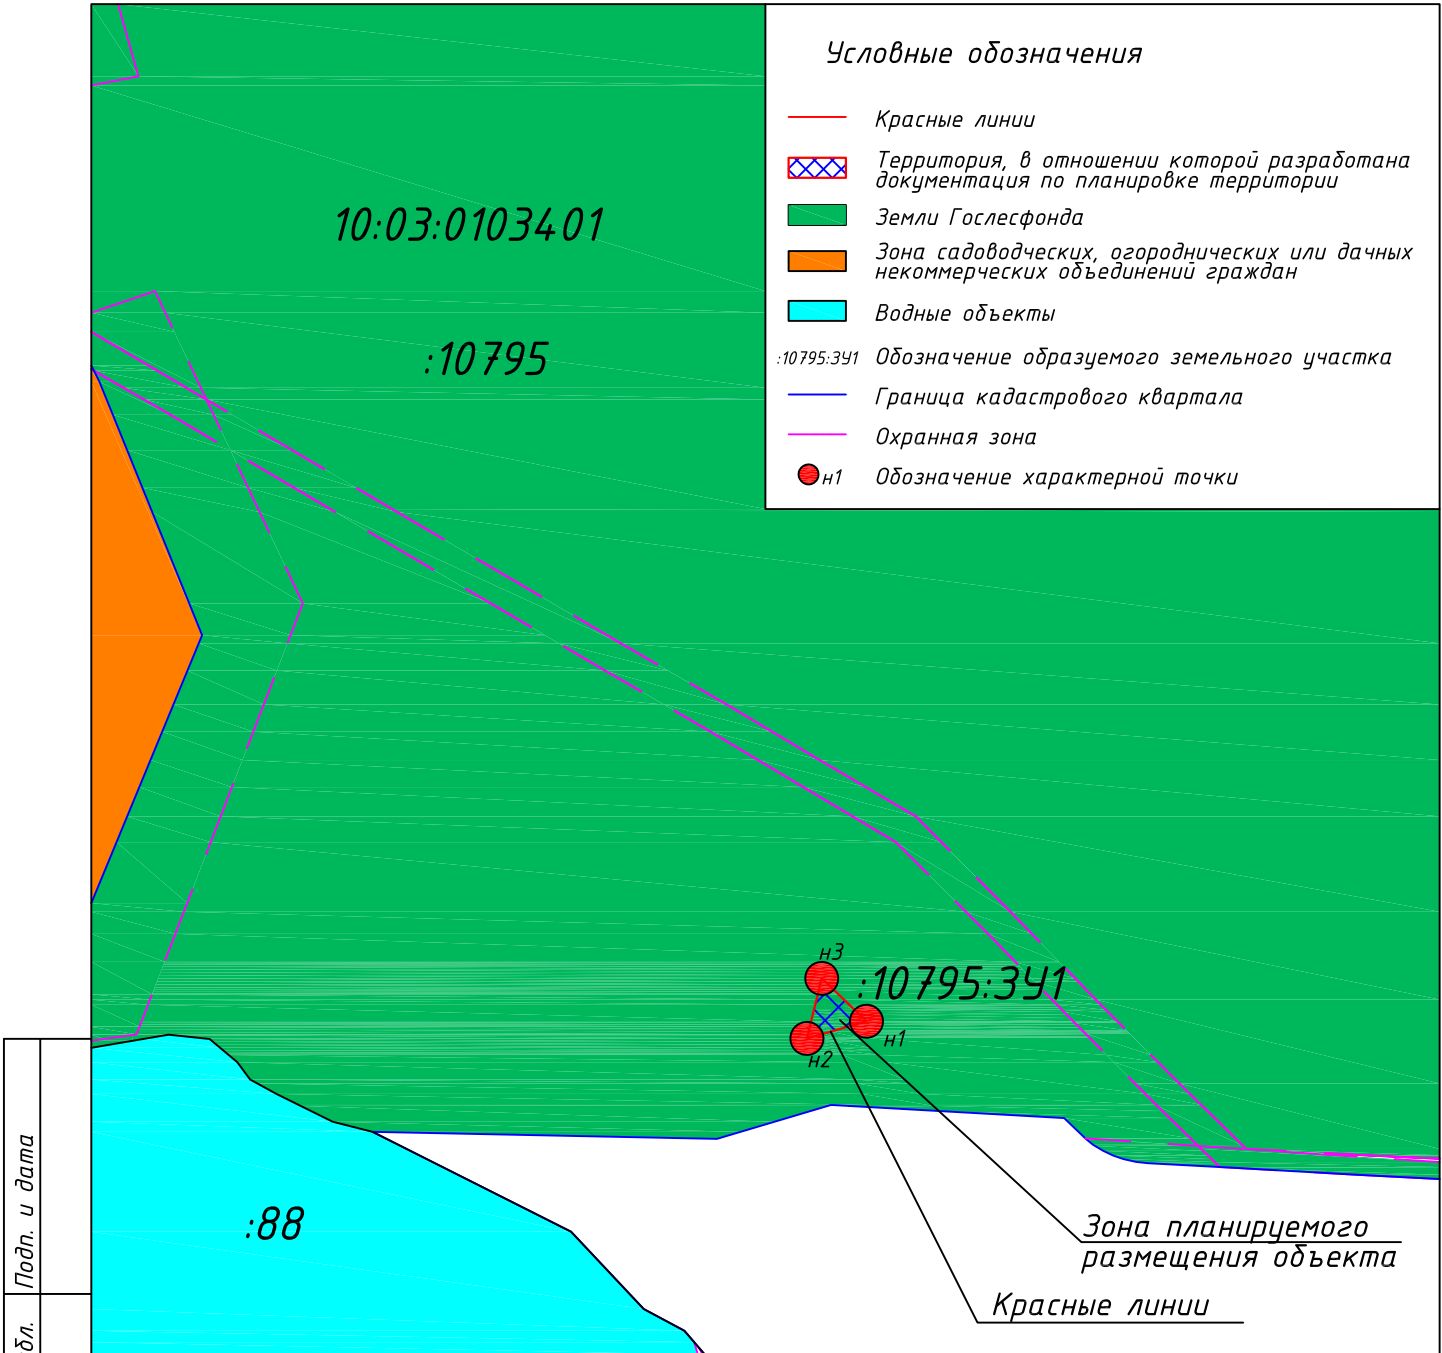 Условные обозначения
Красные линии
Территория, в отношении которой разработана
документация по планировке территории
Земли Гослесфонда
Зона садоводческих, огороднических или дачных
некоммерческих объединений граждан
Водные объекты
:10795:ЗУ1 Обозначение образуемого земельного участка
Граница кадастрового квартала
Охранная зона
н1 Обозначение характерной точки
10:03:0103401
:10795
н3
:10795:ЗУ1
н1
н2
:88
Зона планируемого
размещения объекта
Красные линии
Подп. и дата